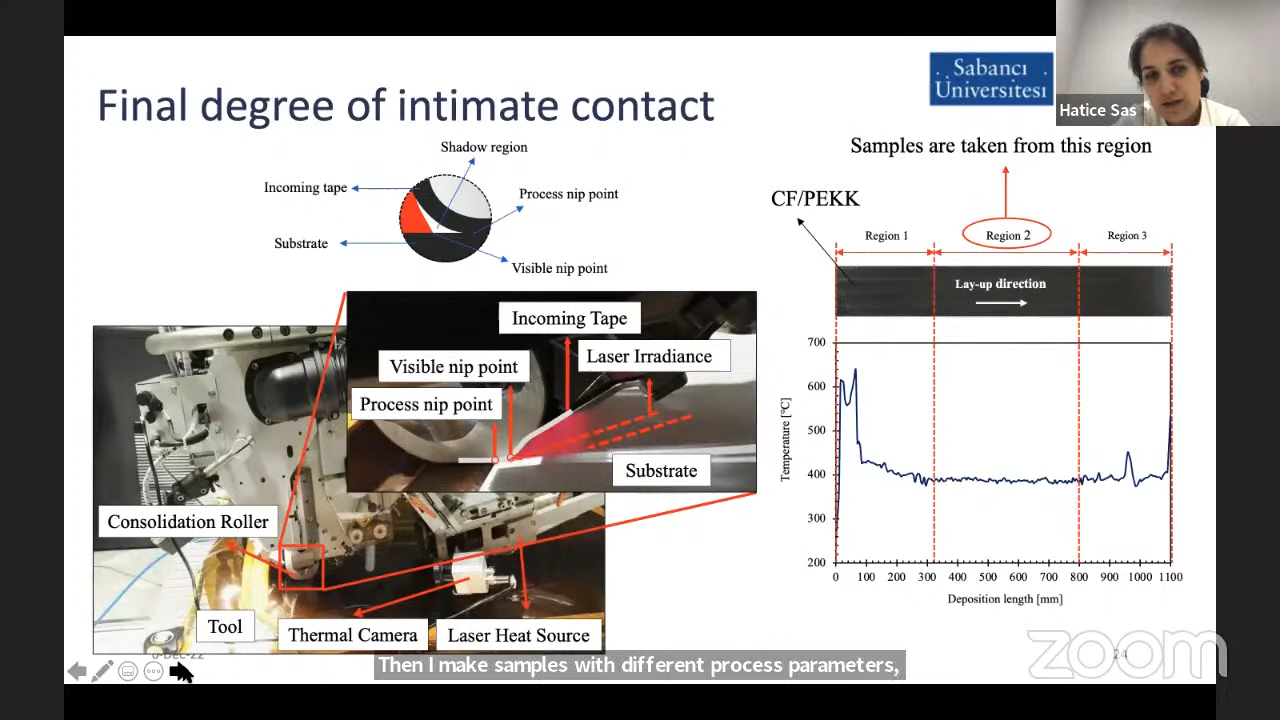 Final degree of intimate contact
Sabancı
Üniversitesi
Hatice Sas
Shadow region
Incoming tape
Process nip point
Substrate
Visible nip point
Samples are taken from this region
CF/PEKK
Region 1
Region 2
Region 3
Lay-up direction
Incoming Tape
Laser Irradiance
Visible nip point
Process nip point
Substrate
Consolidation Roller
Tool
Thermal Camera
Laser Heat Source
Temperature [°C]
700
600
500
400
300
200
0 100 200 300 400 500 600 700 800 900 1000 1100
Deposition length [mm]
6-Dec-22
24
zoom
Then I make samples with different process parameters,